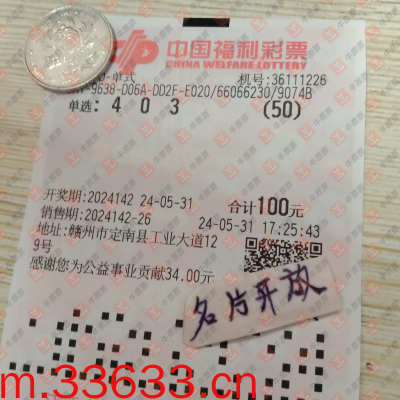 中国福利彩票
CHINA WELFARE LOTTERY
D-单式 机号:36111226
-9638-D06A-DD2F-E020/66056230/9074B
单选: 4 0 3 (50)
开奖期:2024142 24-05-31 合计100元
销售期:2024142-26 24-05-31 17:25:43
地址:赣州市定南县工业大道12
9号
感谢您为公益事业贡献34.00元
名片开放
m.33633.cn